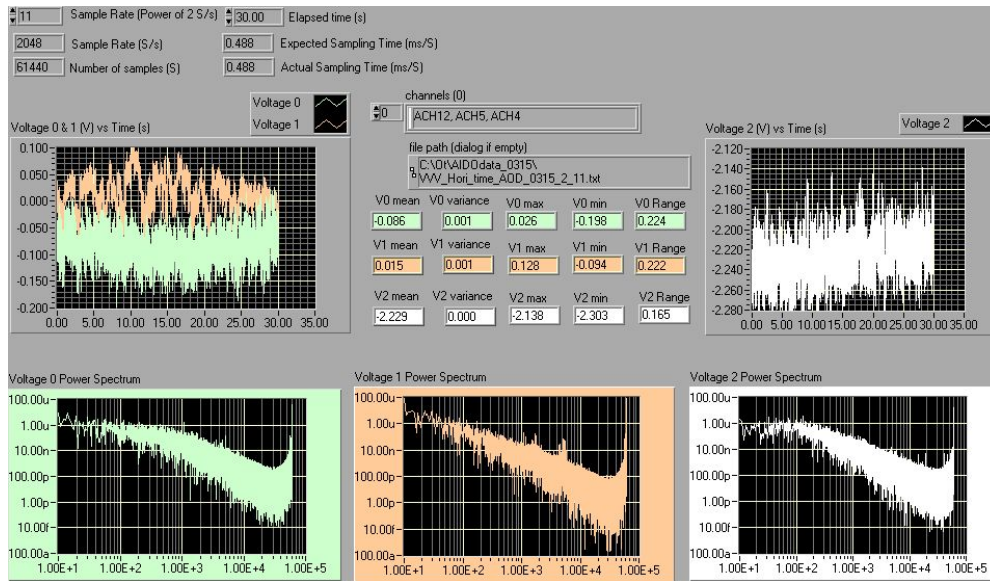 11 Sample Rate (Power of 2 S/s) 30.00 Elapsed time (s)
2048 Sample Rate (S/s) 0.488 Expected Sampling Time (ms/S)
61440 Number of samples (S) 0.488 Actual Sampling Time (ms/S)
Voltage 0
Voltage 1
Voltage 0 & 1 (V) vs Time (s)
0.100
0.050
0.000
-0.050
-0.100
-0.150
-0.200
0.00 5.00 10.00 15.00 20.00 25.00 30.00 35.00
channels (0)
0 ACH12, ACH5, ACH4
file path (dialog if empty)
C:\Ot\AIDOdata_0315\
VVV_Hori_time_AOD_0315_2_11.txt
V0 mean V0 variance V0 max V0 min V0 Range
-0.086 0.001 0.026 -0.198 0.224
V1 mean V1 variance V1 max V1 min V1 Range
0.015 0.001 0.128 -0.094 0.222
V2 mean V2 variance V2 max V2 min V2 Range
-2.229 0.000 -2.138 -2.303 0.165
Voltage 2 (V) vs Time (s) Voltage 2
-2.120
-2.140
-2.160
-2.180
-2.200
-2.220
-2.240
-2.260
-2.280
0.00 5.00 10.00 15.00 20.00 25.00 30.00 35.00
Voltage 0 Power Spectrum
100.00u
1.00u
10.00n
100.00p
1.00p
10.00f
100.00a
1.00E+1 1.00E+2 1.00E+3 1.00E+4 1.00E+5
Voltage 1 Power Spectrum
100.00u
1.00u
10.00n
100.00p
1.00p
10.00f
100.00a
1.00E+1 1.00E+2 1.00E+3 1.00E+4 1.00E+5
Voltage 2 Power Spectrum
100.00u
1.00u
10.00n
100.00p
1.00p
10.00f
100.00a
1.00E+1 1.00E+2 1.00E+3 1.00E+4 1.00E+5